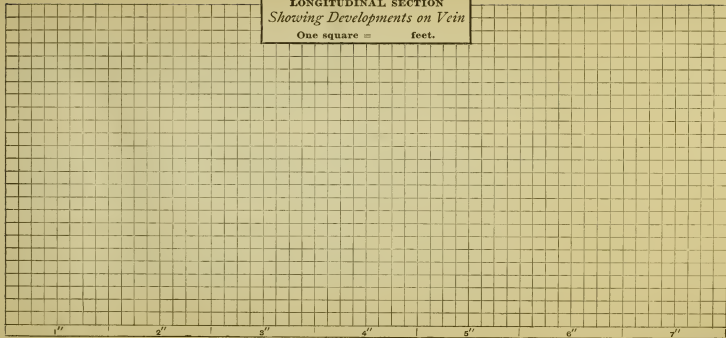 LONGITUDINAL SECTION
Showing Developments on Vein
One square = feet.
1" 2" 3" 4" 5" 6" 7"